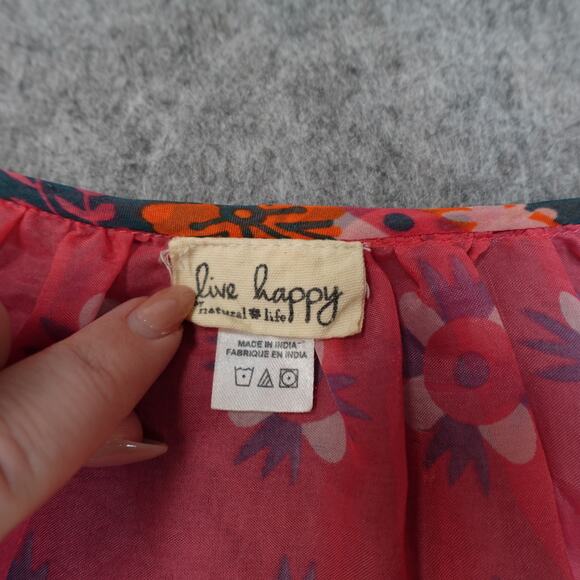 live happy
natural life
MADE IN INDIA
FABRIQUE EN INDIA